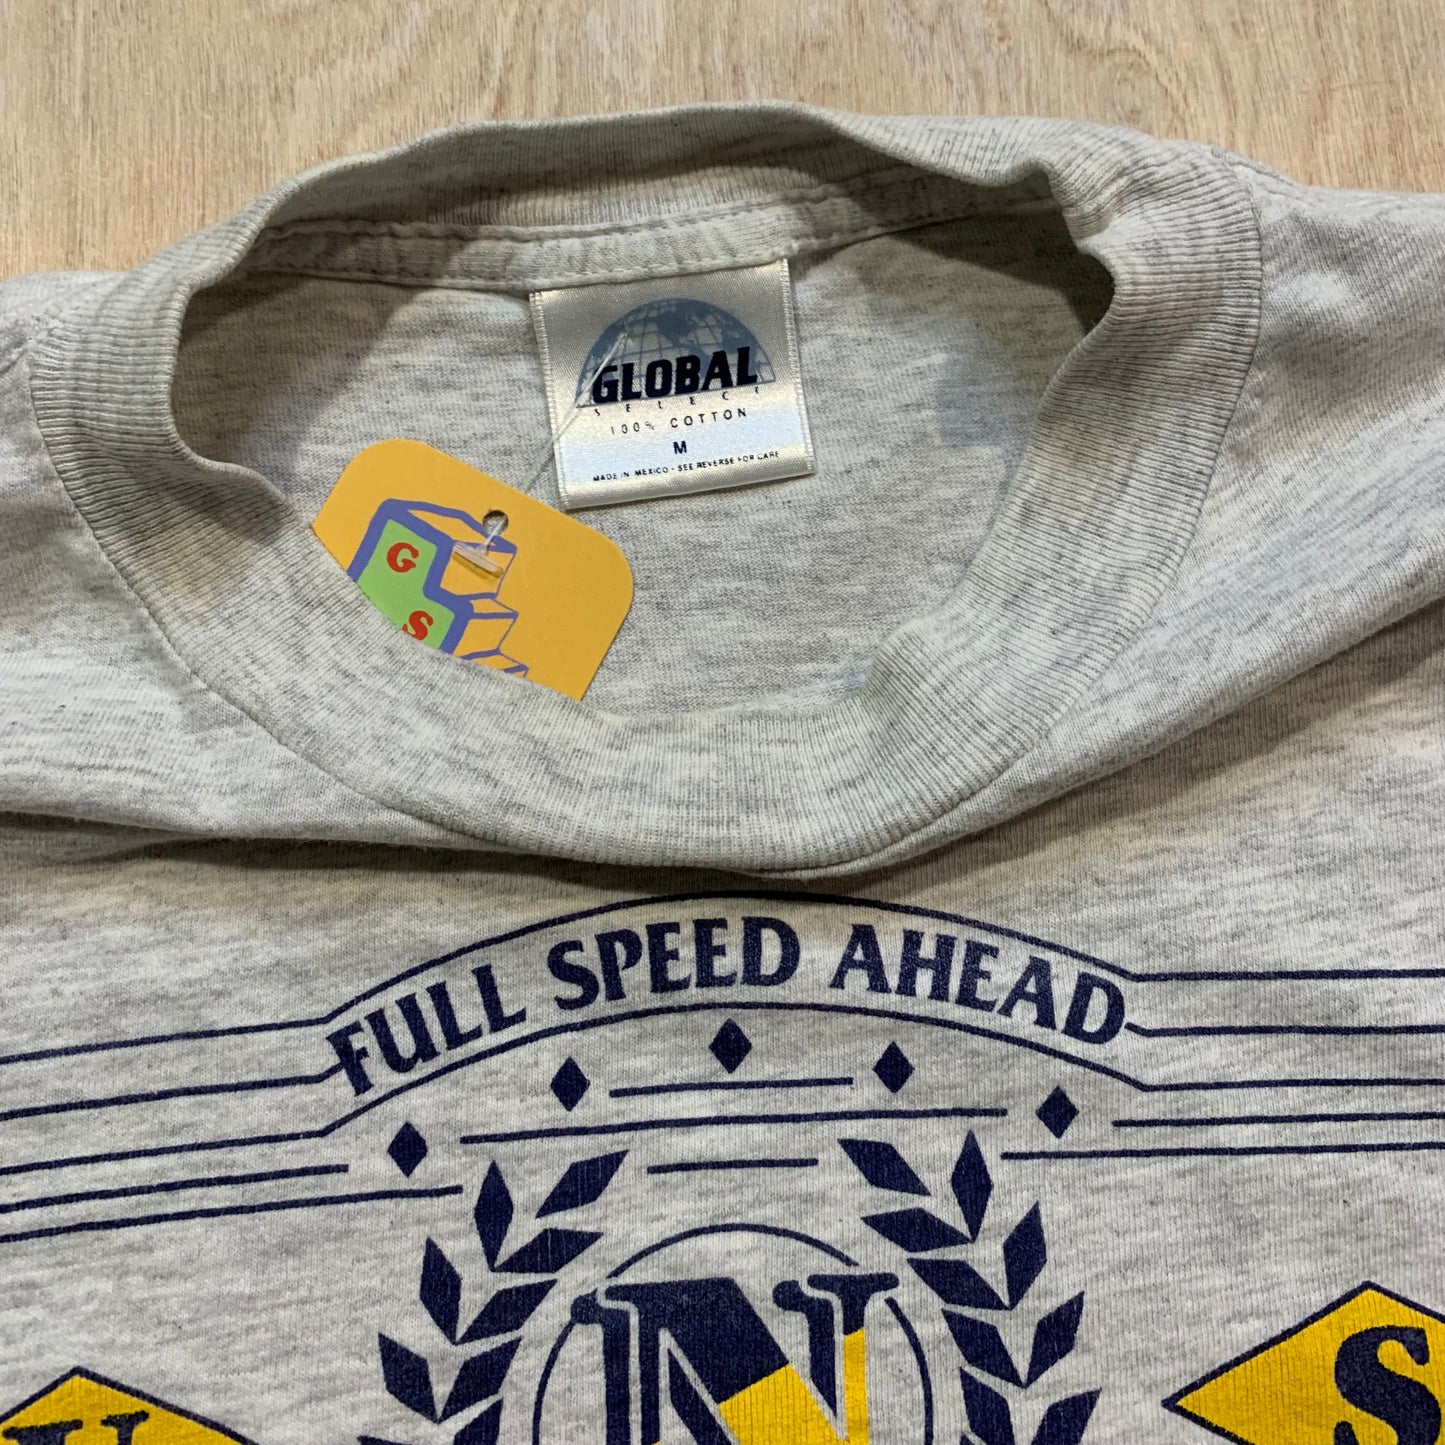 GLOBAL
SELECT
100% COTTON
M
MADE IN MEXICO · SEE REVERSE FOR CARE
G
S
FULL SPEED AHEAD
N
S